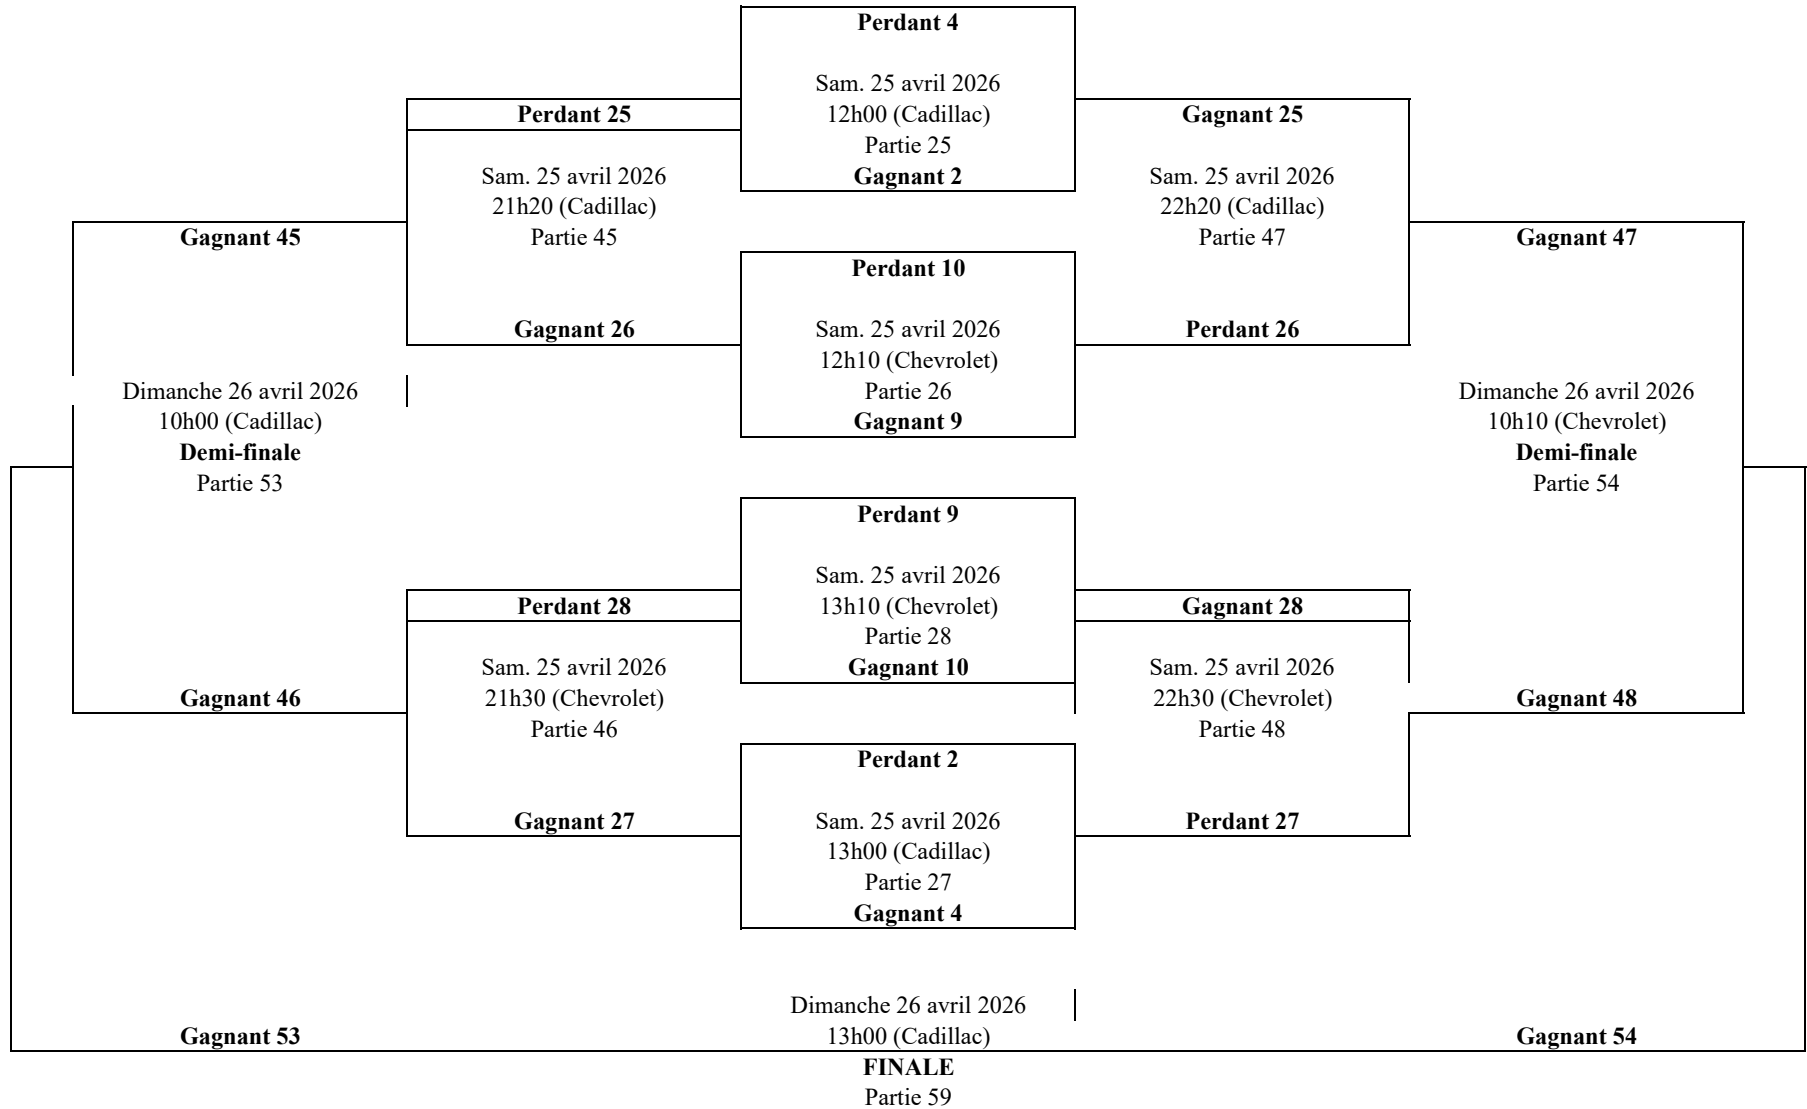 Perdant 4
Sam. 25 avril 2026
12h00 (Cadillac)
Perdant 25
Gagnant 25
Partie 25
Sam. 25 avril 2026
Gagnant 2
Sam. 25 avril 2026
21h20 (Cadillac)
22h20 (Cadillac)
Gagnant 45
Partie 45
Partie 47
Gagnant 47
Perdant 10
Gagnant 26
Sam. 25 avril 2026
Perdant 26
12h10 (Chevrolet)
Dimanche 26 avril 2026
Partie 26
Dimanche 26 avril 2026
10h00 (Cadillac)
Gagnant 9
10h10 (Chevrolet)
Demi-finale
Demi-finale
Partie 53
Partie 54
Perdant 9
Sam. 25 avril 2026
Perdant 28
13h10 (Chevrolet)
Gagnant 28
Partie 28
Sam. 25 avril 2026
Gagnant 10
Sam. 25 avril 2026
Gagnant 46
21h30 (Chevrolet)
22h30 (Chevrolet)
Gagnant 48
Partie 46
Partie 48
Perdant 2
Gagnant 27
Sam. 25 avril 2026
Perdant 27
13h00 (Cadillac)
Partie 27
Gagnant 4
Dimanche 26 avril 2026
Gagnant 53
13h00 (Cadillac)
Gagnant 54
FINALE
Partie 59